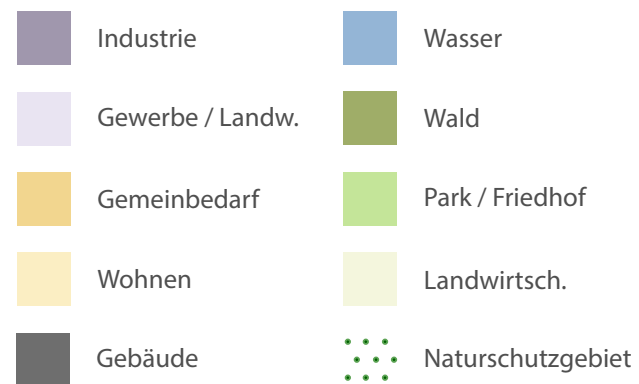 Industrie
Wasser
Gewerbe / Landw.
Wald
Gemeinbedarf
Park / Friedhof
Wohnen
Landwirtsch.
Gebäude
Naturschutzgebiet